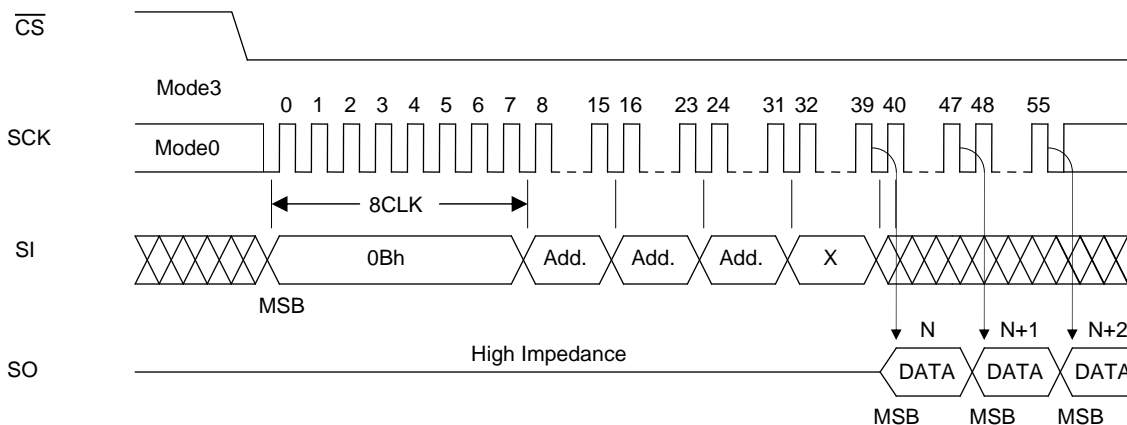 CS
Mode3
0 1 2 3 4 5 6 7 8 15 16 23 24 31 32 39 40 47 48 55
SCK
Mode0
8CLK
SI
0Bh Add. Add. Add. X
MSB
N N+1 N+2
High Impedance
SO
DATA DATA DATA
MSB MSB MSB